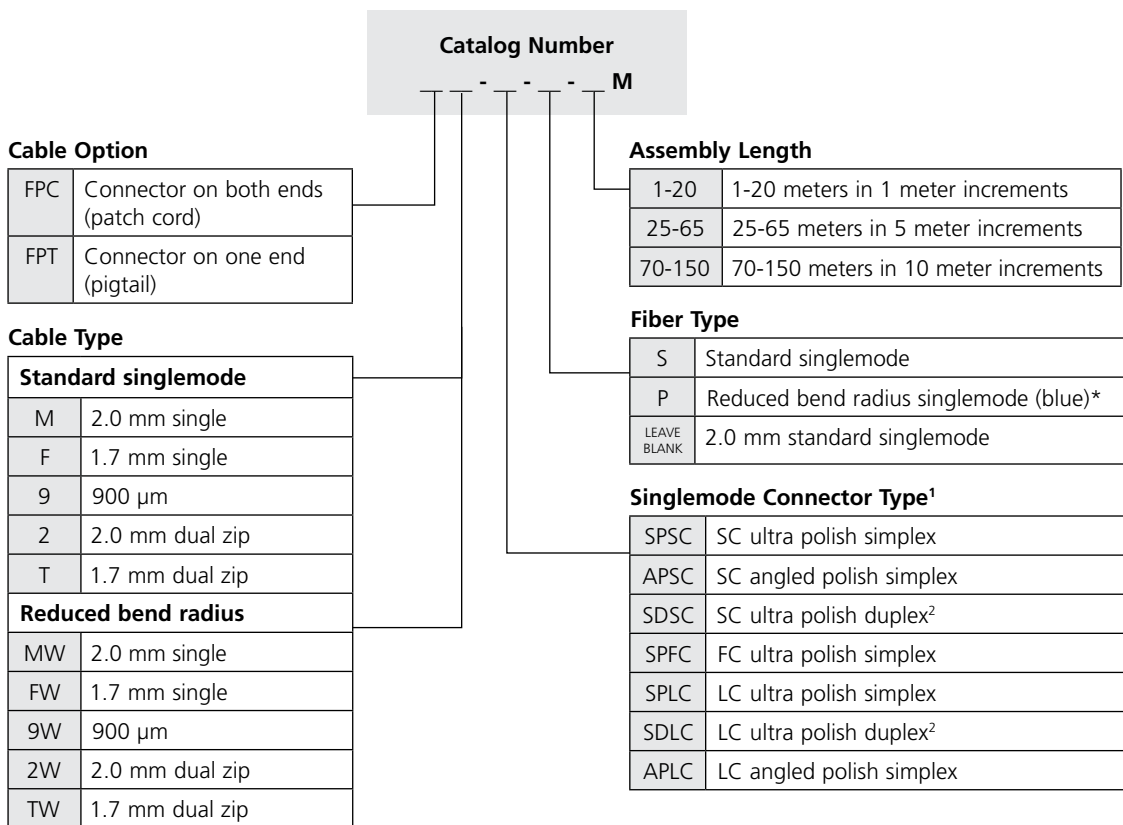 Catalog Number
__ __ - __ - __ - __ M
Cable Option
FPC Connector on both ends
(patch cord)
FPT Connector on one end
(pigtail)
Cable Type
Standard singlemode
M 2.0 mm single
F 1.7 mm single
9 900 µm
2 2.0 mm dual zip
T 1.7 mm dual zip
Reduced bend radius
MW 2.0 mm single
FW 1.7 mm single
9W 900 µm
2W 2.0 mm dual zip
TW 1.7 mm dual zip
Assembly Length
1-20 1-20 meters in 1 meter increments
25-65 25-65 meters in 5 meter increments
70-150 70-150 meters in 10 meter increments
Fiber Type
S Standard singlemode
P Reduced bend radius singlemode (blue)*
LEAVE
BLANK 2.0 mm standard singlemode
Singlemode Connector Type¹
SPSC SC ultra polish simplex
APSC SC angled polish simplex
SDSC SC ultra polish duplex²
SPFC FC ultra polish simplex
SPLC LC ultra polish simplex
SDLC LC ultra polish duplex²
APLC LC angled polish simplex